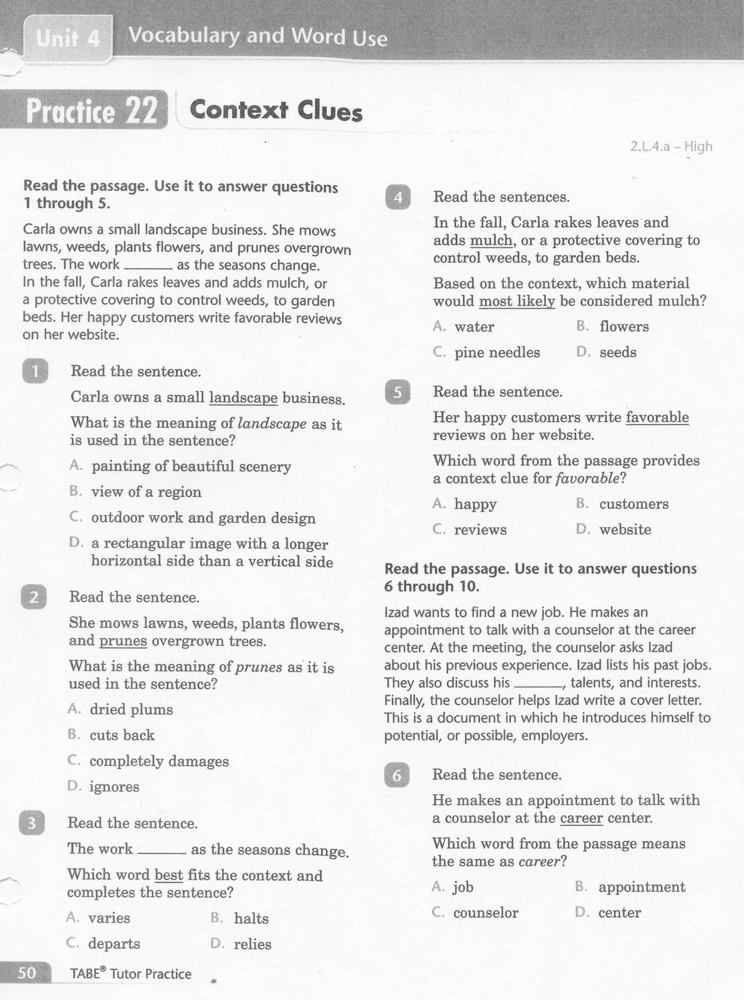 Unit 4 Vocabulary and Word Use
Practice 22 Context Clues
2.L.4.a – High
Read the passage. Use it to answer questions
1 through 5.
Carla owns a small landscape business. She mows
lawns, weeds, plants flowers, and prunes overgrown
trees. The work ______ as the seasons change.
In the fall, Carla rakes leaves and adds mulch, or
a protective covering to control weeds, to garden
beds. Her happy customers write favorable reviews
on her website.
1 Read the sentence.
Carla owns a small landscape business.
What is the meaning of landscape as it
is used in the sentence?
A. painting of beautiful scenery
B. view of a region
C. outdoor work and garden design
D. a rectangular image with a longer
horizontal side than a vertical side
2 Read the sentence.
She mows lawns, weeds, plants flowers,
and prunes overgrown trees.
What is the meaning of prunes as it is
used in the sentence?
A. dried plums
B. cuts back
C. completely damages
D. ignores
3 Read the sentence.
The work ______ as the seasons change.
Which word best fits the context and
completes the sentence?
A. varies B. halts
C. departs D. relies
4 Read the sentences.
In the fall, Carla rakes leaves and
adds mulch, or a protective covering to
control weeds, to garden beds.
Based on the context, which material
would most likely be considered mulch?
A. water B. flowers
C. pine needles D. seeds
5 Read the sentence.
Her happy customers write favorable
reviews on her website.
Which word from the passage provides
a context clue for favorable?
A. happy B. customers
C. reviews D. website
Read the passage. Use it to answer questions
6 through 10.
Izad wants to find a new job. He makes an
appointment to talk with a counselor at the career
center. At the meeting, the counselor asks Izad
about his previous experience. Izad lists his past jobs.
They also discuss his ______, talents, and interests.
Finally, the counselor helps Izad write a cover letter.
This is a document in which he introduces himself to
potential, or possible, employers.
6 Read the sentence.
He makes an appointment to talk with
a counselor at the career center.
Which word from the passage means
the same as career?
A. job B. appointment
C. counselor D. center
50 TABE® Tutor Practice